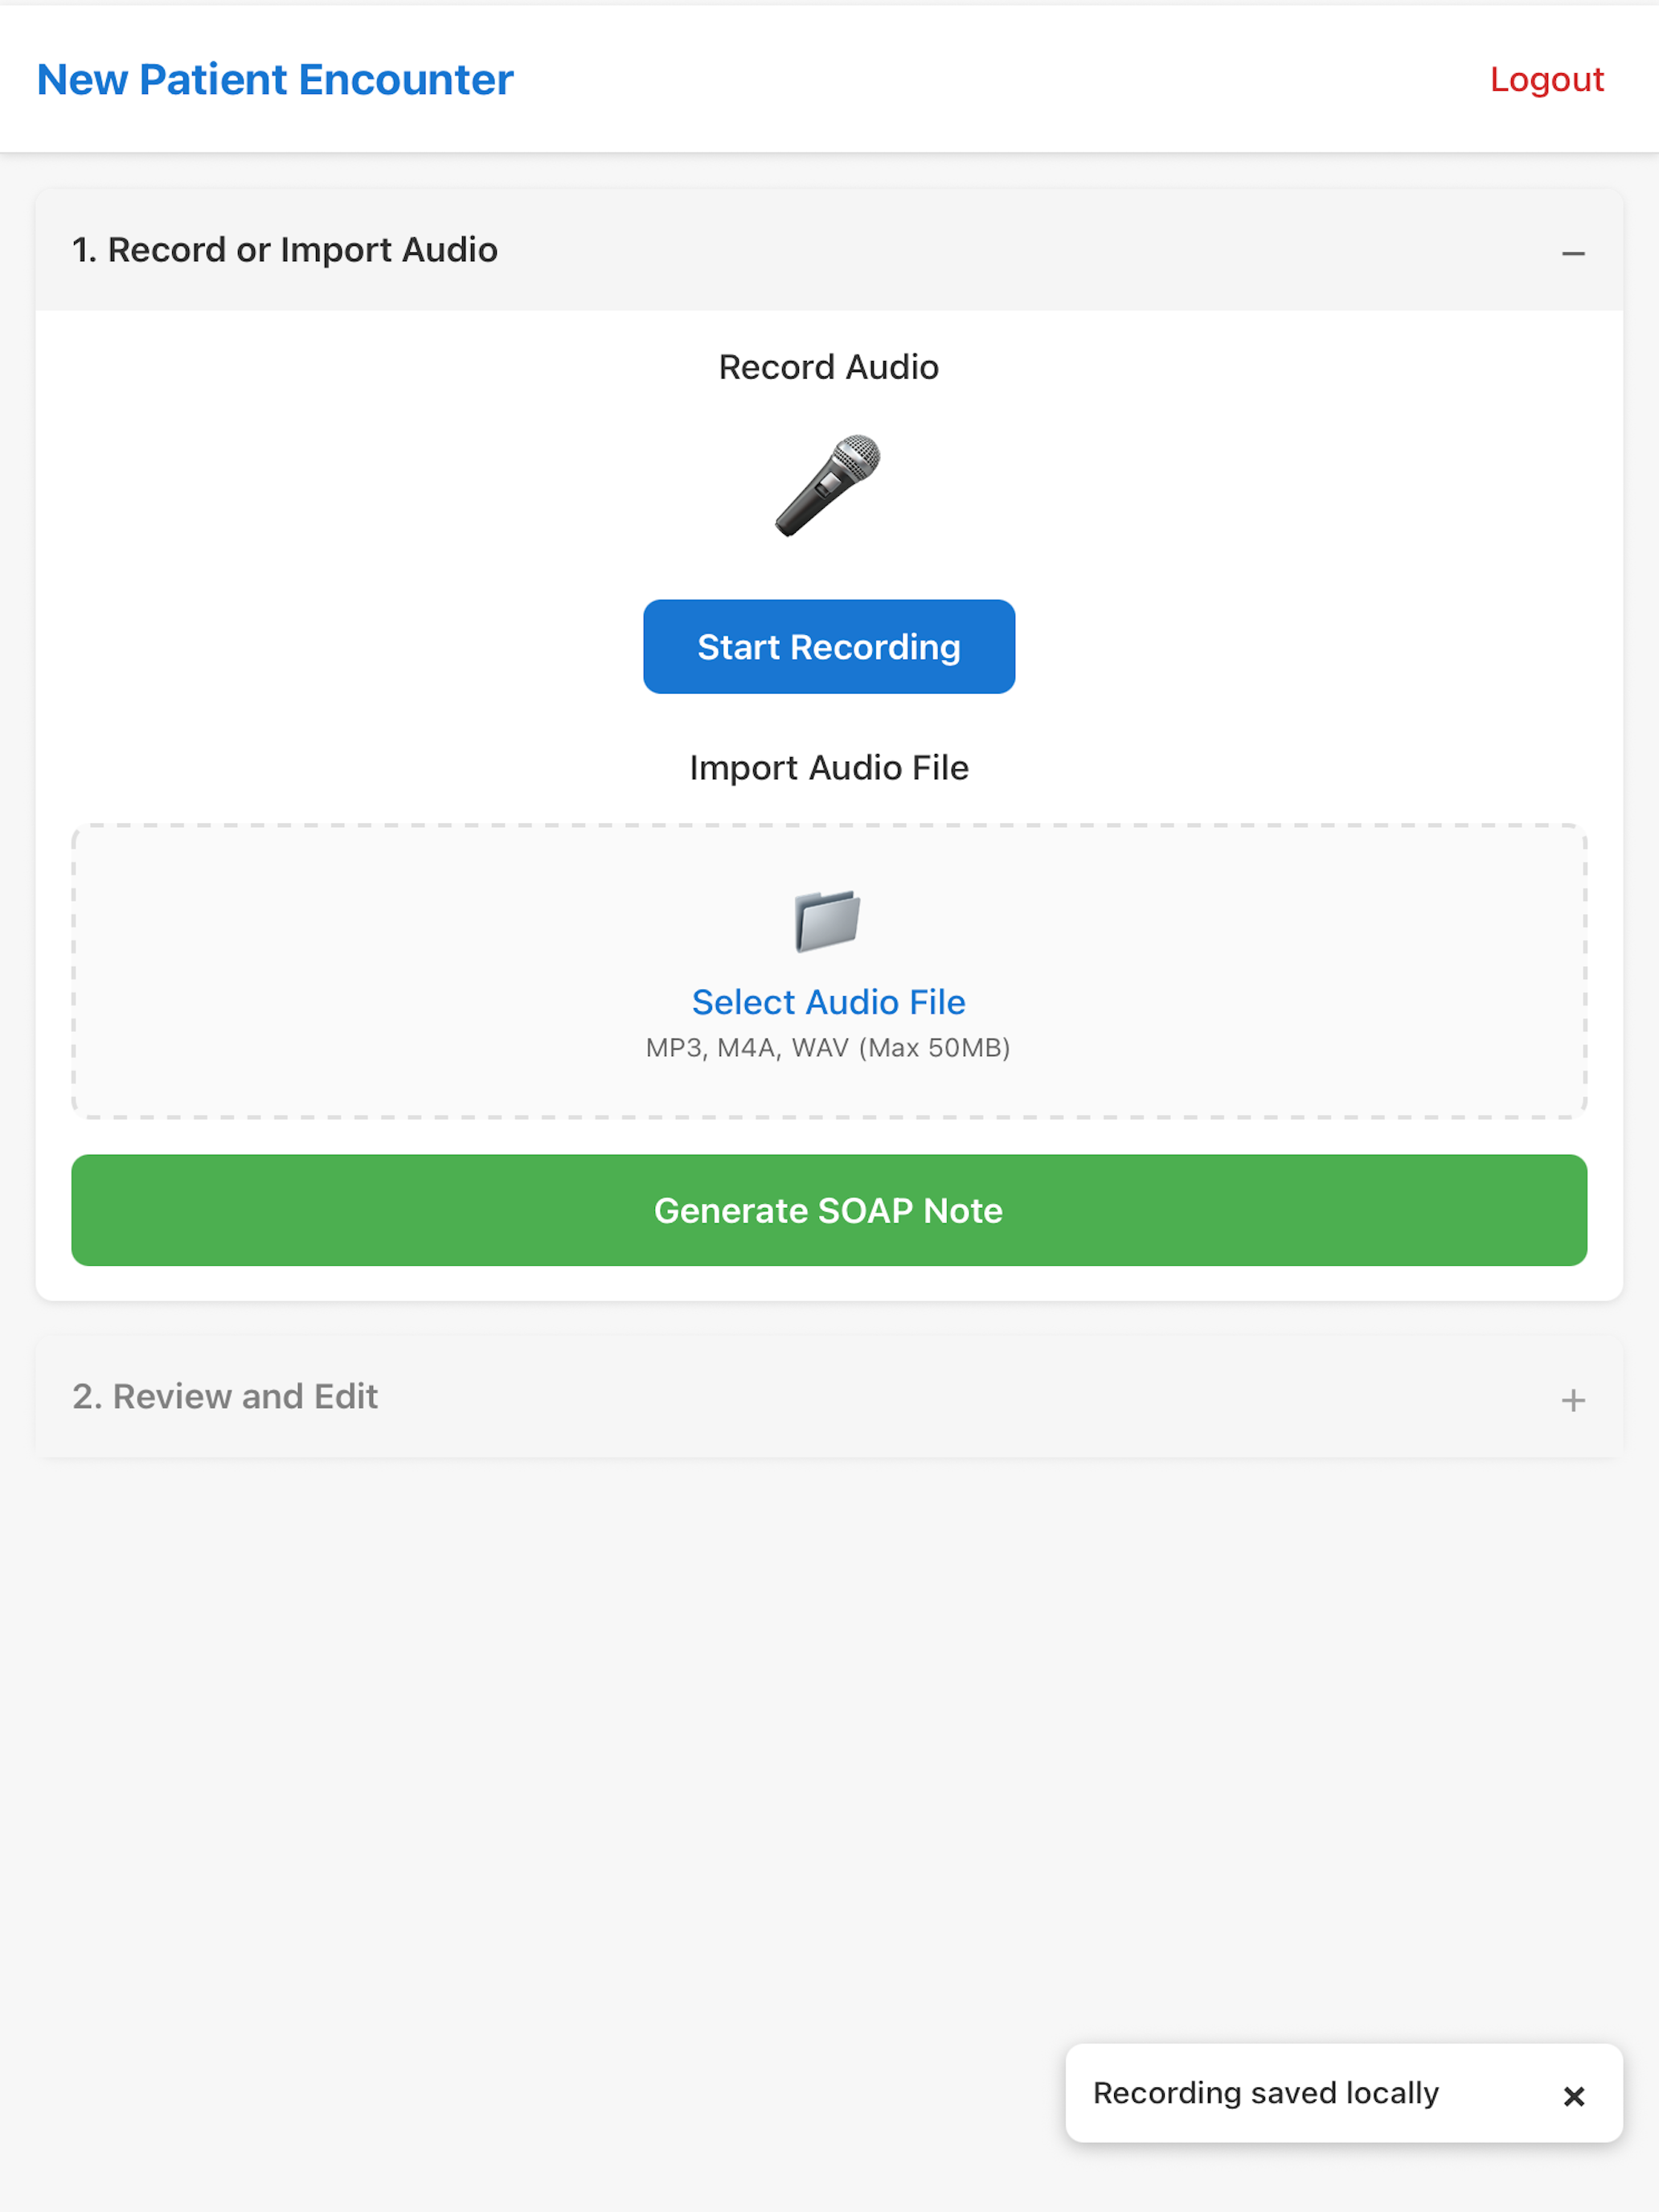 New Patient Encounter
Logout
1. Record or Import Audio
Record Audio
Start Recording
Import Audio File
Select Audio File
MP3, M4A, WAV (Max 50MB)
Generate SOAP Note
2. Review and Edit
Recording saved locally